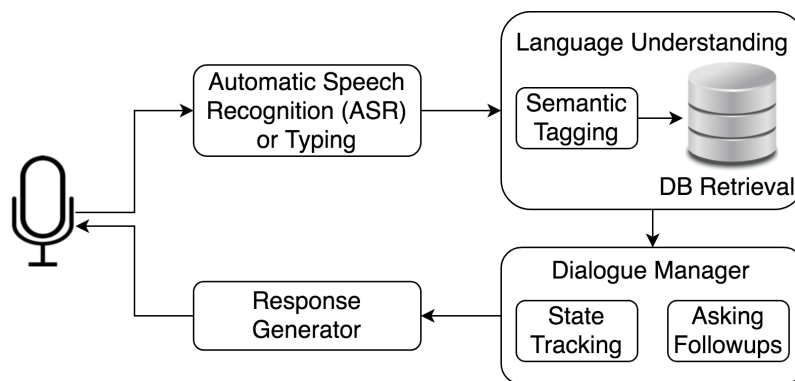 Automatic Speech
Recognition (ASR)
or Typing
Language Understanding
Semantic
Tagging
DB Retrieval
Dialogue Manager
State
Tracking
Asking
Followups
Response
Generator